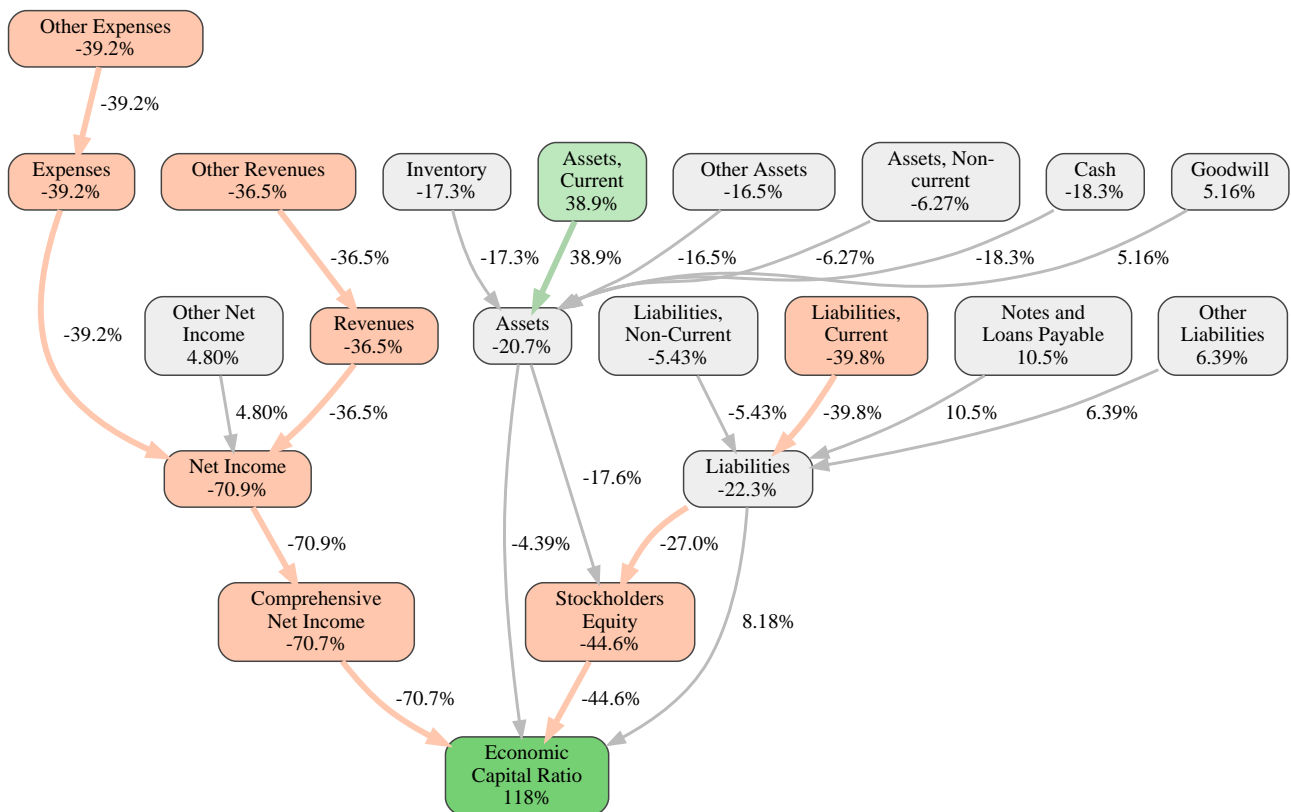 Other Expenses
-39.2%
-39.2%
Expenses
-39.2%
Other Revenues
-36.5%
Inventory
-17.3%
Assets,
Current
38.9%
Other Assets
-16.5%
Assets, Non-
current
-6.27%
Cash
-18.3%
Goodwill
5.16%
-36.5%
-17.3%
38.9%
-16.5%
-6.27%
-18.3%
5.16%
-39.2%
Other Net
Income
4.80%
Revenues
-36.5%
Assets
-20.7%
Liabilities,
Non-Current
-5.43%
Liabilities,
Current
-39.8%
Notes and
Loans Payable
10.5%
Other
Liabilities
6.39%
4.80%
-36.5%
-5.43%
-39.8%
10.5%
6.39%
Net Income
-70.9%
-17.6%
Liabilities
-22.3%
-70.9%
-4.39%
-27.0%
Comprehensive
Net Income
-70.7%
Stockholders
Equity
-44.6%
8.18%
-70.7%
-44.6%
Economic
Capital Ratio
118%